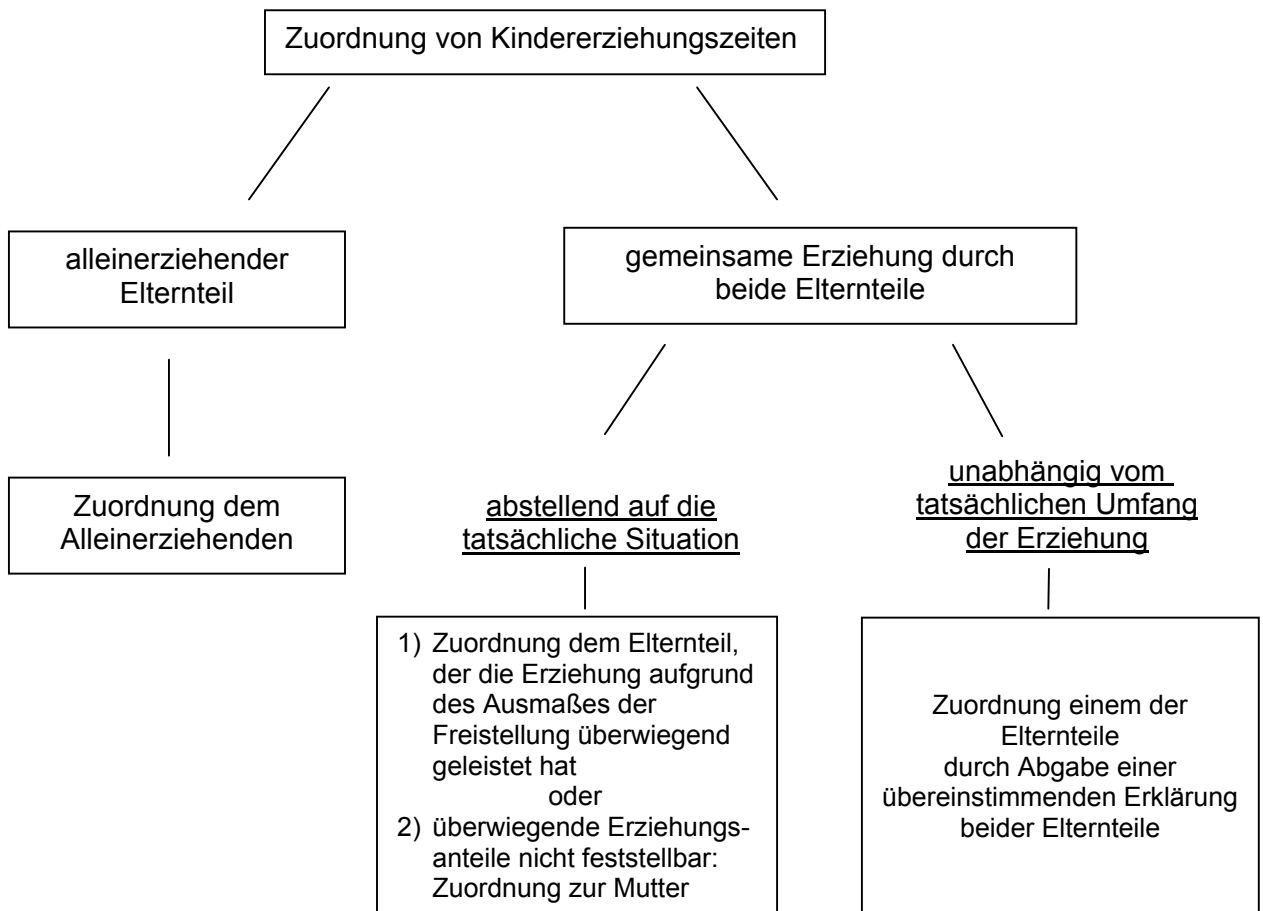 Zuordnung von Kindererziehungszeiten
alleinerziehender
Elternteil
gemeinsame Erziehung durch
beide Elternteile
Zuordnung dem
Alleinerziehenden
abstellend auf die
tatsächliche Situation
unabhängig vom
tatsächlichen Umfang
der Erziehung
1) Zuordnung dem Elternteil,
der die Erziehung aufgrund
des Ausmaßes der
Freistellung überwiegend
geleistet hat
oder
2) überwiegende Erziehungs-
anteile nicht feststellbar:
Zuordnung zur Mutter
Zuordnung einem der
Elternteile
durch Abgabe einer
übereinstimmenden Erklärung
beider Elternteile